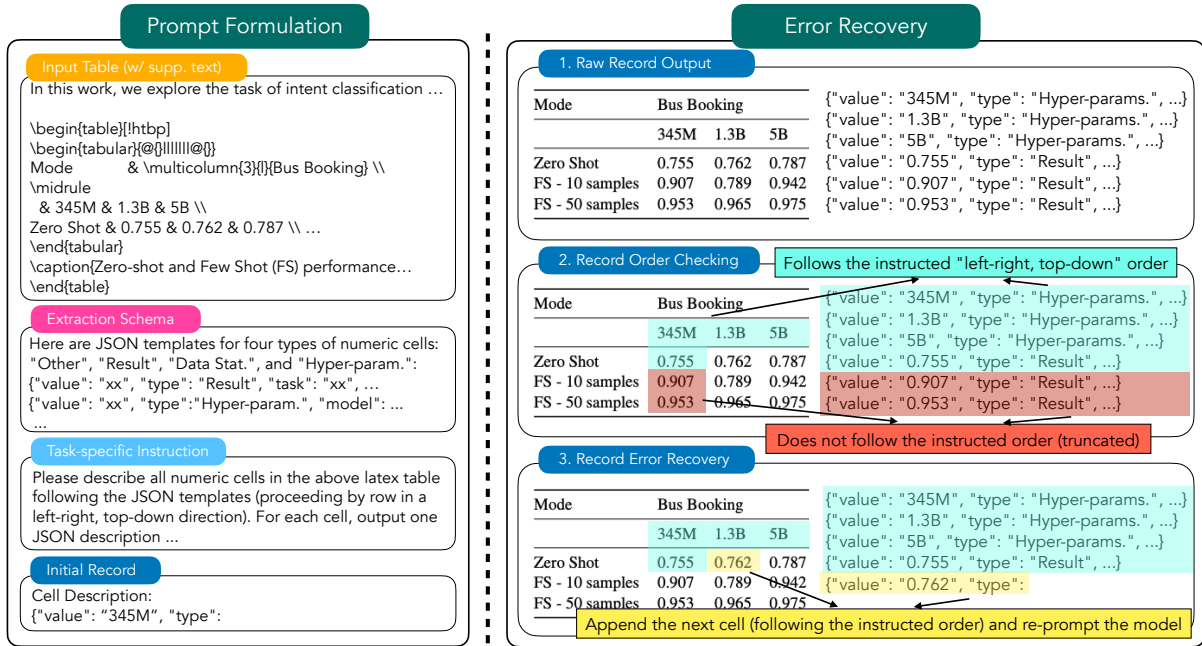 Prompt Formulation
Input Table (w/ supp. text)
In this work, we explore the task of intent classification ...
\begin{table}[!htbp]
\begin{tabular}{@{}lllllll@{}}
Mode & \multicolumn{3}{l}{Bus Booking} \\
\midrule
& 345M & 1.3B & 5B \\
Zero Shot & 0.755 & 0.762 & 0.787 \\ ...
\end{tabular}
\caption{Zero-shot and Few Shot (FS) performance...
\end{table}
Extraction Schema
Here are JSON templates for four types of numeric cells:
"Other", "Result", "Data Stat.", and "Hyper-param.":
{"value": "xx", "type": "Result", "task": "xx", ...
{"value": "xx", "type":"Hyper-param.", "model": ...
...
Task-specific Instruction
Please describe all numeric cells in the above latex table
following the JSON templates (proceeding by row in a
left-right, top-down direction). For each cell, output one
JSON description ...
Initial Record
Cell Description:
{"value": “345M”, "type":
Error Recovery
1. Raw Record Output
Mode Bus Booking
345M 1.3B 5B
Zero Shot 0.755 0.762 0.787
FS - 10 samples 0.907 0.789 0.942
FS - 50 samples 0.953 0.965 0.975
{"value": "345M", "type": "Hyper-params.", ...}
{"value": "1.3B", "type": "Hyper-params.", ...}
{"value": "5B", "type": "Hyper-params.", ...}
{"value": "0.755", "type": "Result", ...}
{"value": "0.907", "type": "Result", ...}
{"value": "0.953", "type": "Result", ...}
2. Record Order Checking
Follows the instructed "left-right, top-down" order
Mode Bus Booking
345M 1.3B 5B
Zero Shot 0.755 0.762 0.787
FS - 10 samples 0.907 0.789 0.942
FS - 50 samples 0.953 0.965 0.975
{"value": "345M", "type": "Hyper-params.", ...}
{"value": "1.3B", "type": "Hyper-params.", ...}
{"value": "5B", "type": "Hyper-params.", ...}
{"value": "0.755", "type": "Result", ...}
{"value": "0.907", "type": "Result", ...}
{"value": "0.953", "type": "Result", ...}
Does not follow the instructed order (truncated)
3. Record Error Recovery
Mode Bus Booking
345M 1.3B 5B
Zero Shot 0.755 0.762 0.787
FS - 10 samples 0.907 0.789 0.942
FS - 50 samples 0.953 0.965 0.975
{"value": "345M", "type": "Hyper-params.", ...}
{"value": "1.3B", "type": "Hyper-params.", ...}
{"value": "5B", "type": "Hyper-params.", ...}
{"value": "0.755", "type": "Result", ...}
{"value": "0.762", "type":
Append the next cell (following the instructed order) and re-prompt the model